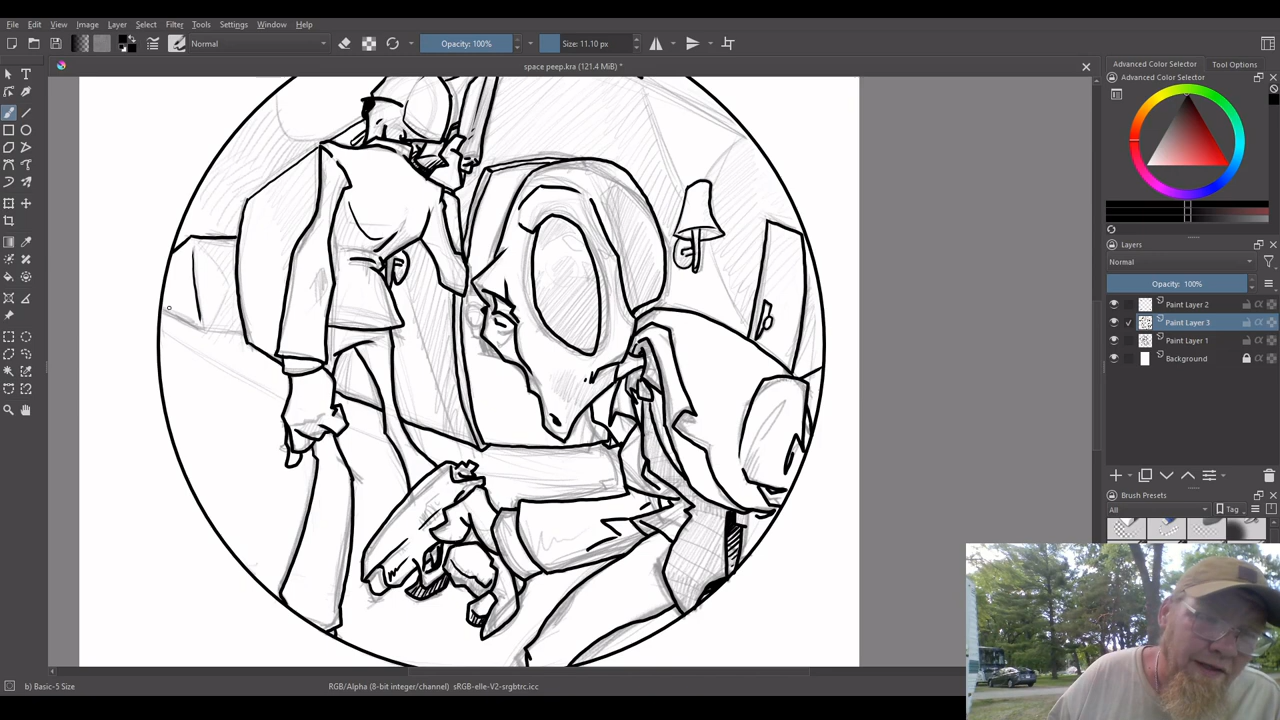 File Edit View Image Layer Select Filter Tools Settings Window Help
Normal Opacity: 100% Size: 11.10 px
space peep.kra (121.4 MiB) *
Advanced Color Selector Tool Options
Advanced Color Selector
Layers
Normal
Opacity: 100%
Paint Layer 2
Paint Layer 3
Paint Layer 1
Background
Brush Presets
All Tag
b) Basic-5 Size RGB/Alpha (8-bit integer/channel) sRGB-elle-V2-srgbtrc.icc